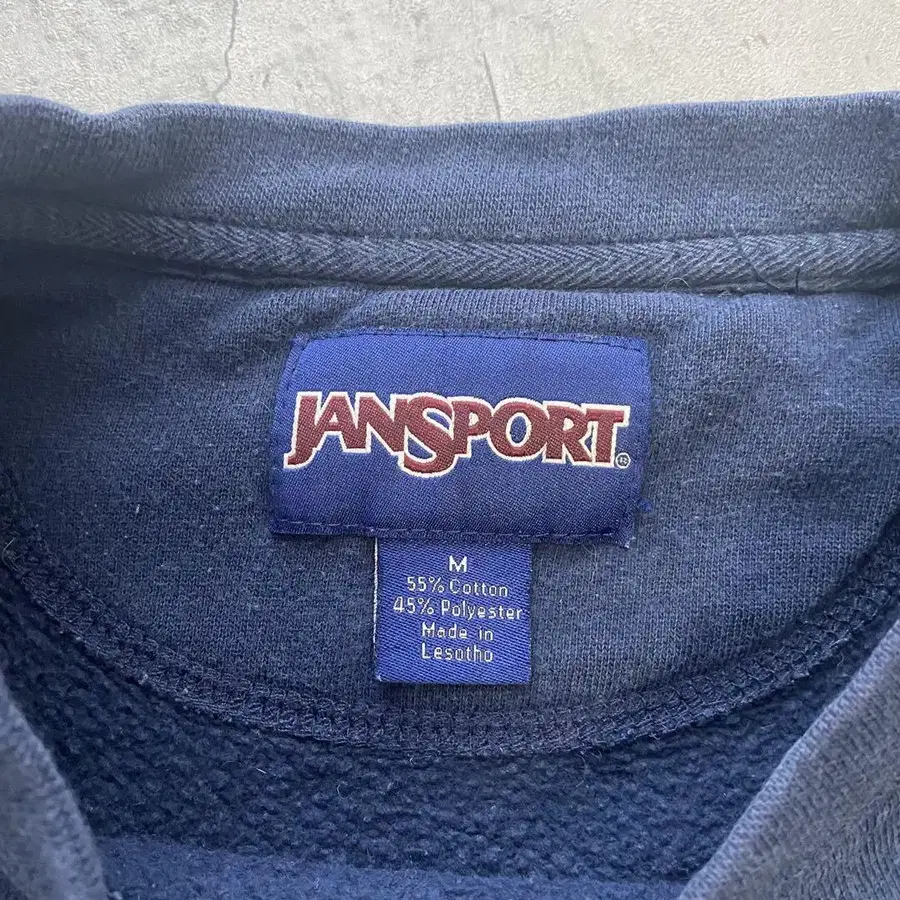 JANSPORT®
M
55% Cotton
45% Polyester
Made in
Lesotho